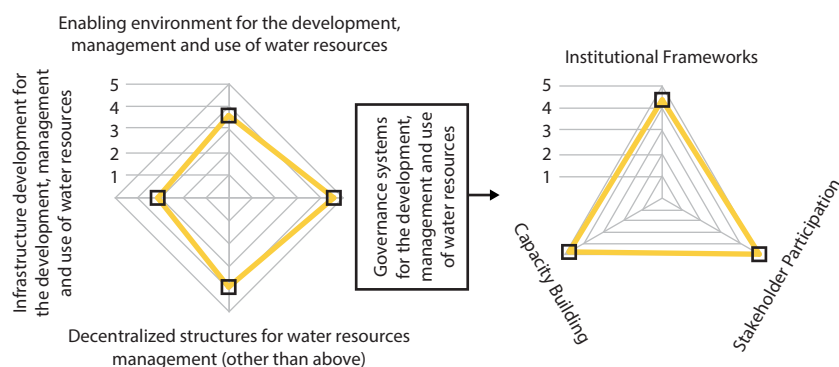 Enabling environment for the development,
management and use of water resources
Infrastructure development for
the development, management
and use of water resources
5
4
3
2
1
Governance systems
for the development,
management and use
of water resources
Decentralized structures for water resources
management (other than above)
Institutional Frameworks
5
4
3
2
1
Capacity Building
Stakeholder Participation